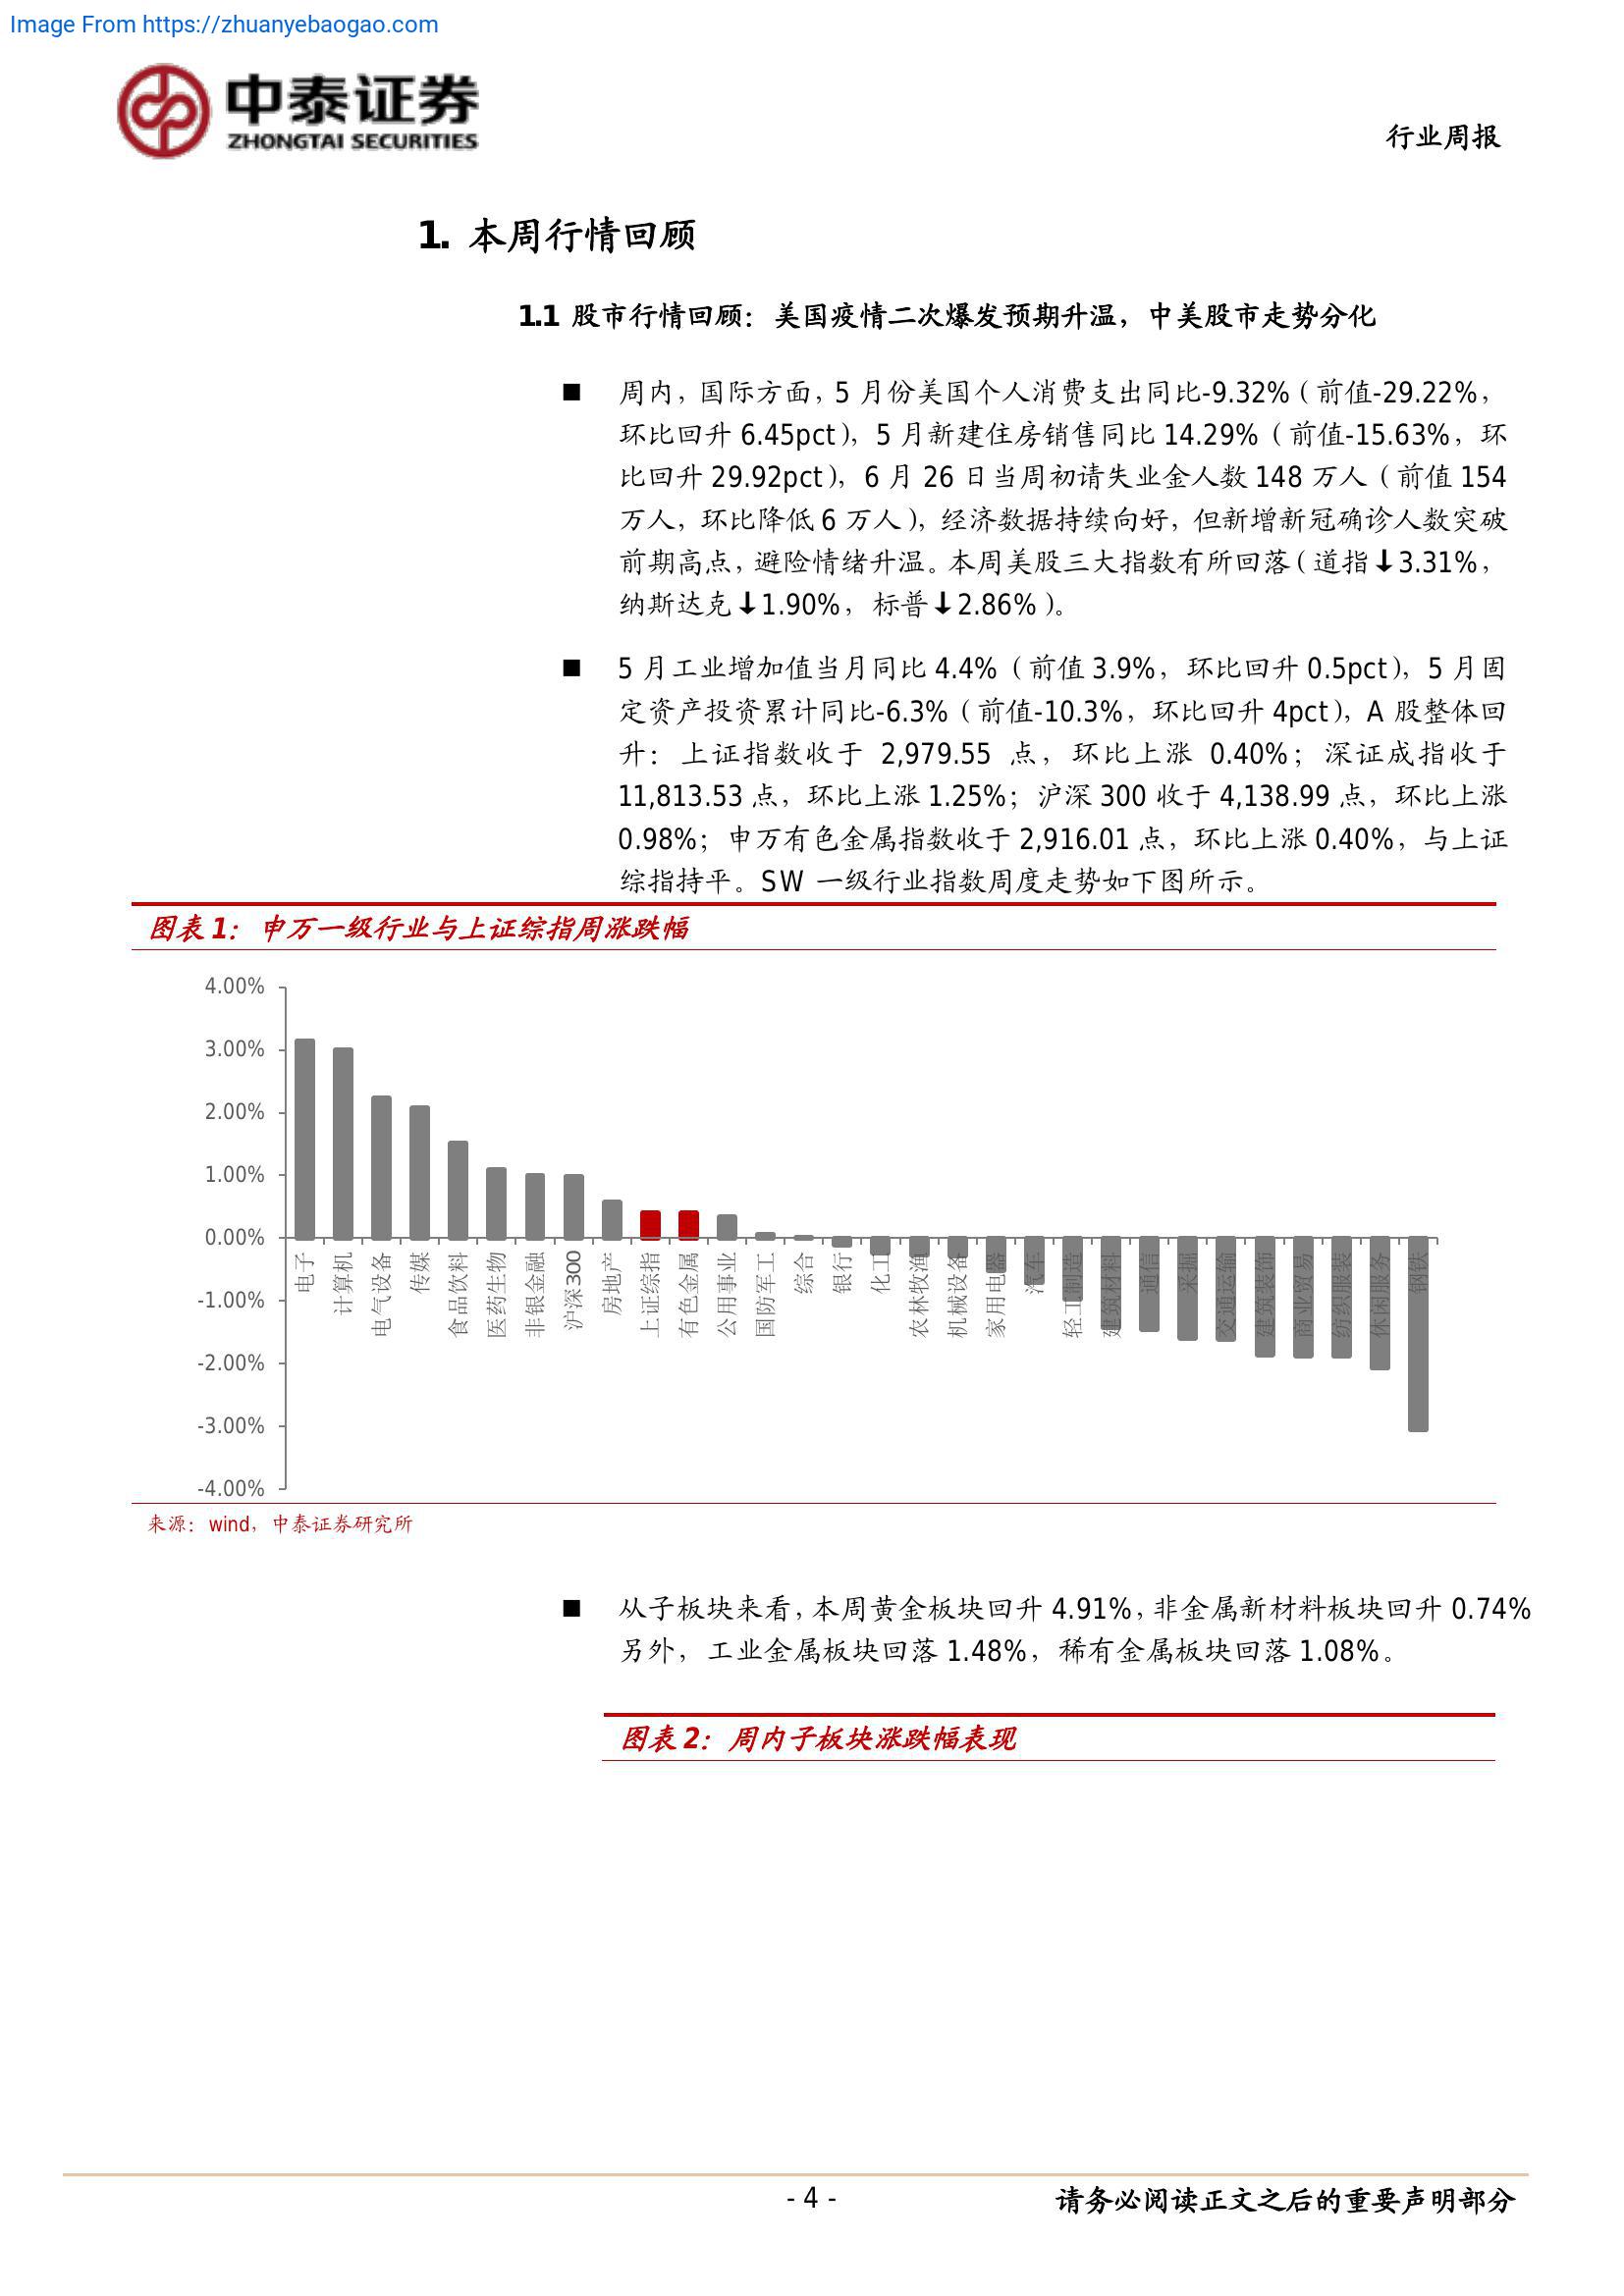 Image From https://zhuanyebaogao.com
中泰证券
ZHONGTAI SECURITIES
行业周报
1. 本周行情回顾
1.1 股市行情回顾：美国疫情二次爆发预期升温，中美股市走势分化
■ 周内，国际方面，5 月份美国个人消费支出同比-9.32%（前值-29.22%，
环比回升 6.45pct），5 月新建住房销售同比 14.29%（前值-15.63%，环
比回升 29.92pct），6 月 26 日当周初请失业金人数 148 万人（前值 154
万人，环比降低 6 万人），经济数据持续向好，但新增新冠确诊人数突破
前期高点，避险情绪升温。本周美股三大指数有所回落（道指↓3.31%，
纳斯达克↓1.90%，标普↓2.86%）。
■ 5 月工业增加值当月同比 4.4%（前值 3.9%，环比回升 0.5pct），5 月固
定资产投资累计同比-6.3%（前值-10.3%，环比回升 4pct），A 股整体回
升：上证指数收于 2,979.55 点，环比上涨 0.40%；深证成指收于
11,813.53 点，环比上涨 1.25%；沪深 300 收于 4,138.99 点，环比上涨
0.98%；申万有色金属指数收于 2,916.01 点，环比上涨 0.40%，与上证
综指持平。SW 一级行业指数周度走势如下图所示。
图表 1：申万一级行业与上证综指周涨跌幅
4.00%
3.00%
2.00%
1.00%
0.00%
-1.00%
-2.00%
-3.00%
-4.00%
电子
计算机
电气设备
传媒
食品饮料
医药生物
非银金融
沪深300
房地产
上证综指
有色金属
公用事业
国防军工
综合
银行
化工
农林牧渔
机械设备
家用电器
汽车
轻工制造
建筑材料
通信
采掘
交通运输
建筑装饰
商业贸易
纺织服装
休闲服务
钢铁
来源：wind，中泰证券研究所
■ 从子板块来看，本周黄金板块回升 4.91%，非金属新材料板块回升 0.74%
另外，工业金属板块回落 1.48%，稀有金属板块回落 1.08%。
图表 2：周内子板块涨跌幅表现
- 4 -
请务必阅读正文之后的重要声明部分